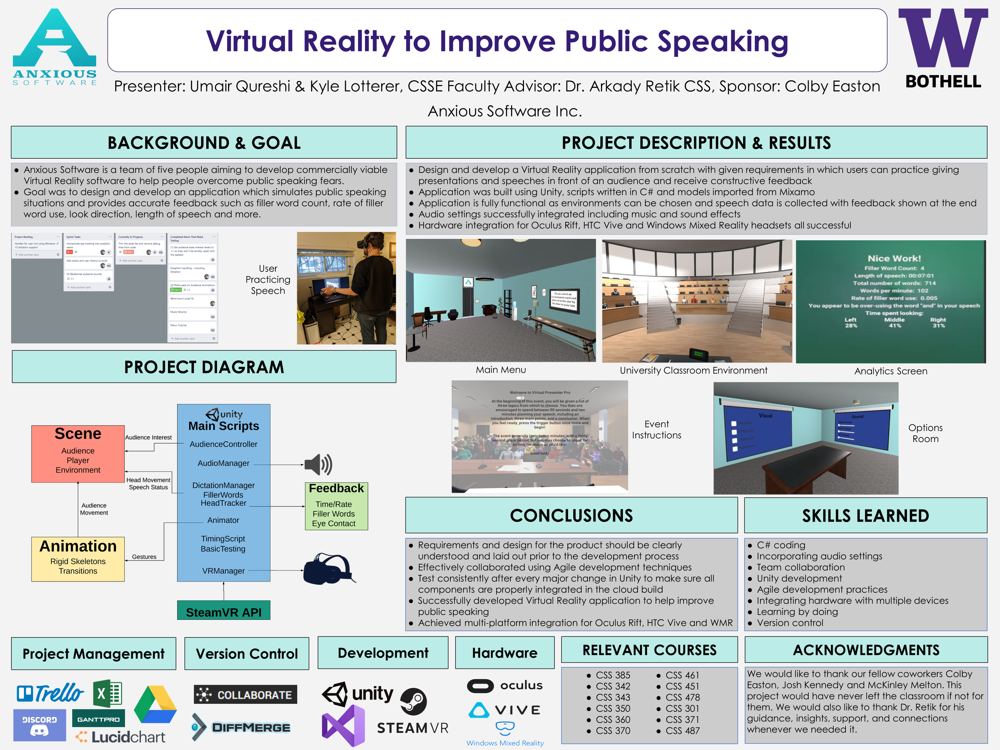 ANXIOUS
SOFTWARE
Virtual Reality to Improve Public Speaking
W
BOTHELL
Presenter: Umair Qureshi & Kyle Lotterer, CSSE Faculty Advisor: Dr. Arkady Retik CSS, Sponsor: Colby Easton
Anxious Software Inc.
BACKGROUND & GOAL
● Anxious Software is a team of five people aiming to develop commercially viable
Virtual Reality software to help people overcome public speaking fears.
● Goal was to design and develop an application which simulates public speaking
situations and provides accurate feedback such as filler word count, rate of filler
word use, look direction, length of speech and more.
Project Backlog
Handler for user not using Windows
10 dictation support
+ Add another card
Sprint Tasks
Incorporate eye tracking into analytics
scene
1
K
Add topics and user history to build
UQ
(3) Barebones audience sounds
0/2
JK
+ Add another card
Currently In Progress
Trim the asset fat and remove debug
lines from code
Feb 7
K UQ
+ Add another card
Completed Items That Need
Testing
(1) Set audience base interest levels to
+1 so they won't be terribly upset with
the speaker
JK
Exception handling - including
Dictation
UQ
(3) Polish pass on Audience Animations
Feb 13 2/3
JK
Word count script fix
Music Volume
UQ
Menu Tutorial
UQ
+ Add another card
User
Practicing
Speech
PROJECT DIAGRAM
Scene
Audience
Player
Environment
Audience Interest
Head Movement
Speech Status
Audience
Movement
Animation
Rigid Skeletons
Transitions
Gestures
unity
Main Scripts
AudienceController
AudioManager
DictationManager
FillerWords
HeadTracker
Animator
TimingScript
BasicTesting
VRManager
SteamVR API
Feedback
Time/Rate
Filler Words
Eye Contact
PROJECT DESCRIPTION & RESULTS
● Design and develop a Virtual Reality application from scratch with given requirements in which users can practice giving
presentations and speeches in front of an audience and receive constructive feedback
● Application was built using Unity, scripts written in C# and models imported from Mixamo
● Application is fully functional as environments can be chosen and speech data is collected with feedback shown at the end
● Audio settings successfully integrated including music and sound effects
● Hardware integration for Oculus Rift, HTC Vive and Windows Mixed Reality headsets all successful
Please select an
environment card and
place it in the slot by
the door to your left
Main Menu
University Classroom Environment
Nice Work!
Filler Word Count: 4
Length of speech: 00:07:01
Total number of words: 714
Words per minute: 102
Rate of filler word use: 0.005
You appear to be over-using the word "and" in your speech
Time spent looking:
Left Middle Right
28% 41% 31%
Analytics Screen
Welcome to Virtual Presenter Pro
At the beginning of this event, you will be given a list of
three topics from which to choose. You then are
encouraged to spend between 90 seconds and two
minutes planning your speech, including an
introduction, three main points, and a conclusion. When
you feel ready, press the trigger button once more and
begin!
The event generally lasts seven minutes, with a thirty
second grace period, but you may choose to speak for
as long (or short) as you'd like.
Good luck!
Event
Instructions
Visual
960x540
1280x720
1920x1080
Fullscreen
Sound
Master Volume
Music Volume
SFX Volume
Options
Room
CONCLUSIONS
● Requirements and design for the product should be clearly
understood and laid out prior to the development process
● Effectively collaborated using Agile development techniques
● Test consistently after every major change in Unity to make sure all
components are properly integrated in the cloud build
● Successfully developed Virtual Reality application to help improve
public speaking
● Achieved multi-platform integration for Oculus Rift, HTC Vive and WMR
SKILLS LEARNED
● C# coding
● Incorporating audio settings
● Team collaboration
● Unity development
● Agile development practices
● Integrating hardware with multiple devices
● Learning by doing
● Version control
Project Management
Trello
X
DISCORD
GANTTPRO
Lucidchart
Version Control
COLLABORATE
DIFFMERGE
Development
unity
STEAMVR
Hardware
oculus
VIVE
Windows Mixed Reality
RELEVANT COURSES
● CSS 385 ● CSS 461
● CSS 342 ● CSS 451
● CSS 343 ● CSS 478
● CSS 350 ● CSS 301
● CSS 360 ● CSS 371
● CSS 370 ● CSS 487
ACKNOWLEDGMENTS
We would like to thank our fellow coworkers Colby
Easton, Josh Kennedy and McKinley Melton. This
project would have never left the classroom if not for
them. We would also like to thank Dr. Retik for his
guidance, insights, support, and connections
whenever we needed it.